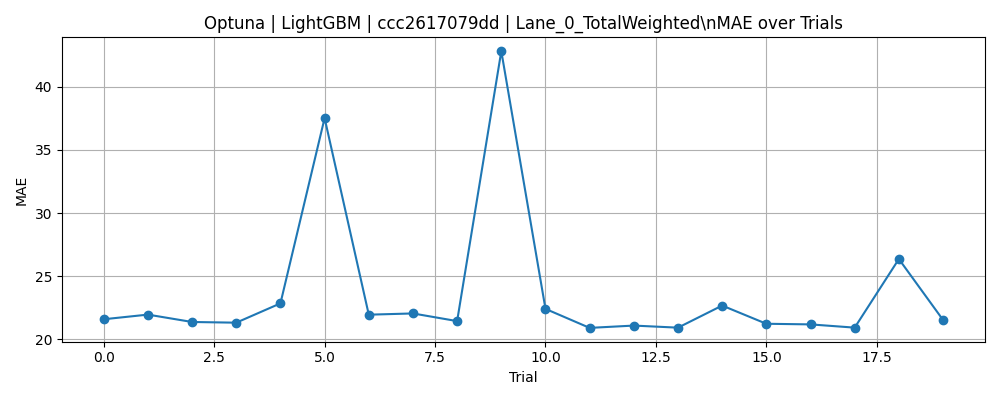 Optuna | LightGBM | ccc2617079dd | Lane_0_TotalWeighted\nMAE over Trials
MAE
40
35
30
25
20
0.0 2.5 5.0 7.5 10.0 12.5 15.0 17.5
Trial